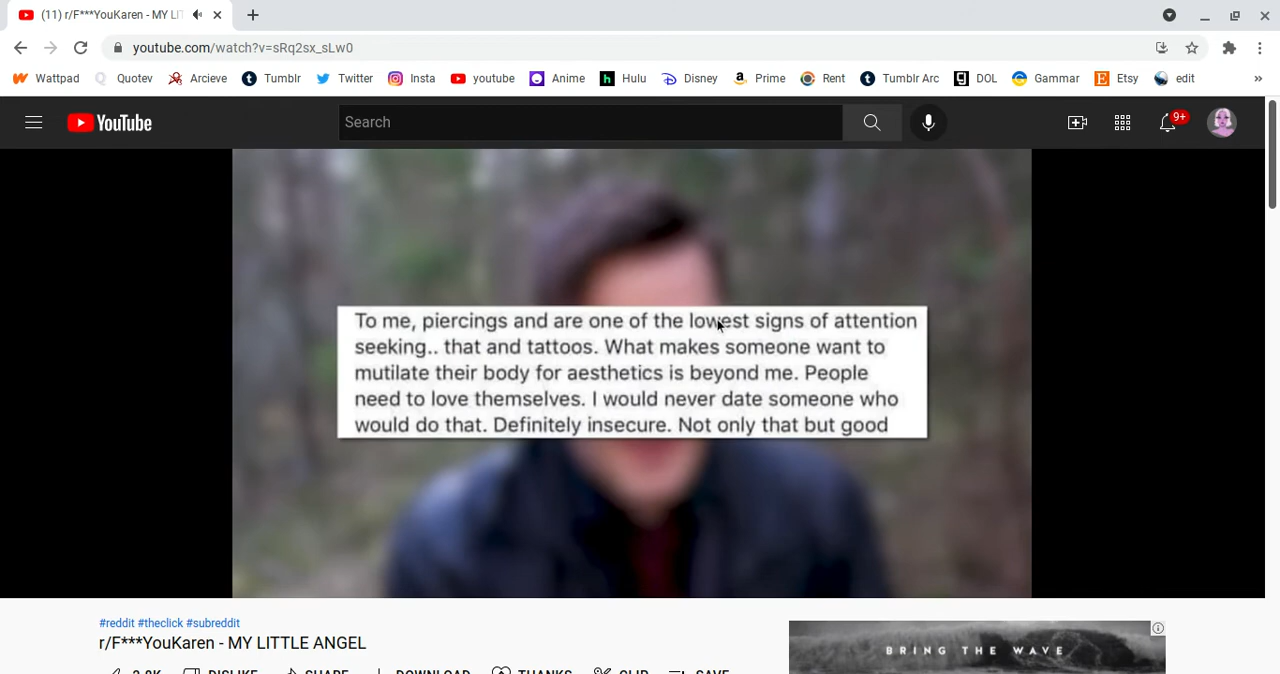 (11) r/F***YouKaren - MY LI
youtube.com/watch?v=sRq2sx_sLw0
Wattpad Quotev Arcieve Tumblr Twitter Insta youtube Anime Hulu Disney Prime Rent Tumblr Arc DOL Gammar Etsy edit »
YouTube Search 9+
To me, piercings and are one of the lowest signs of attention
seeking.. that and tattoos. What makes someone want to
mutilate their body for aesthetics is beyond me. People
need to love themselves. I would never date someone who
would do that. Definitely insecure. Not only that but good
#reddit #theclick #subreddit
r/F***YouKaren - MY LITTLE ANGEL
BRING THE WAVE
DISLIKE SHARE DOWNLOAD THANKS CLIP SAVE